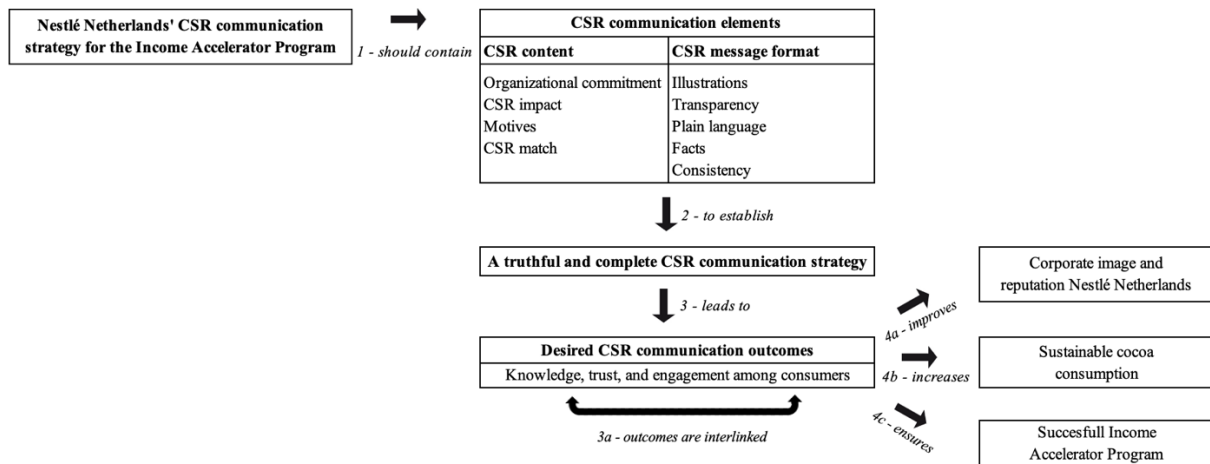 Nestlé Netherlands' CSR communication
strategy for the Income Accelerator Program
1 - should contain
CSR communication elements
CSR content
CSR message format
Organizational commitment
CSR impact
Motives
CSR match
Illustrations
Transparency
Plain language
Facts
Consistency
2 - to establish
A truthful and complete CSR communication strategy
3 - leads to
Desired CSR communication outcomes
Knowledge, trust, and engagement among consumers
3a - outcomes are interlinked
4a - improves
Corporate image and
reputation Nestlé Netherlands
4b - increases
Sustainable cocoa
consumption
4c - ensures
Succesfull Income
Accelerator Program